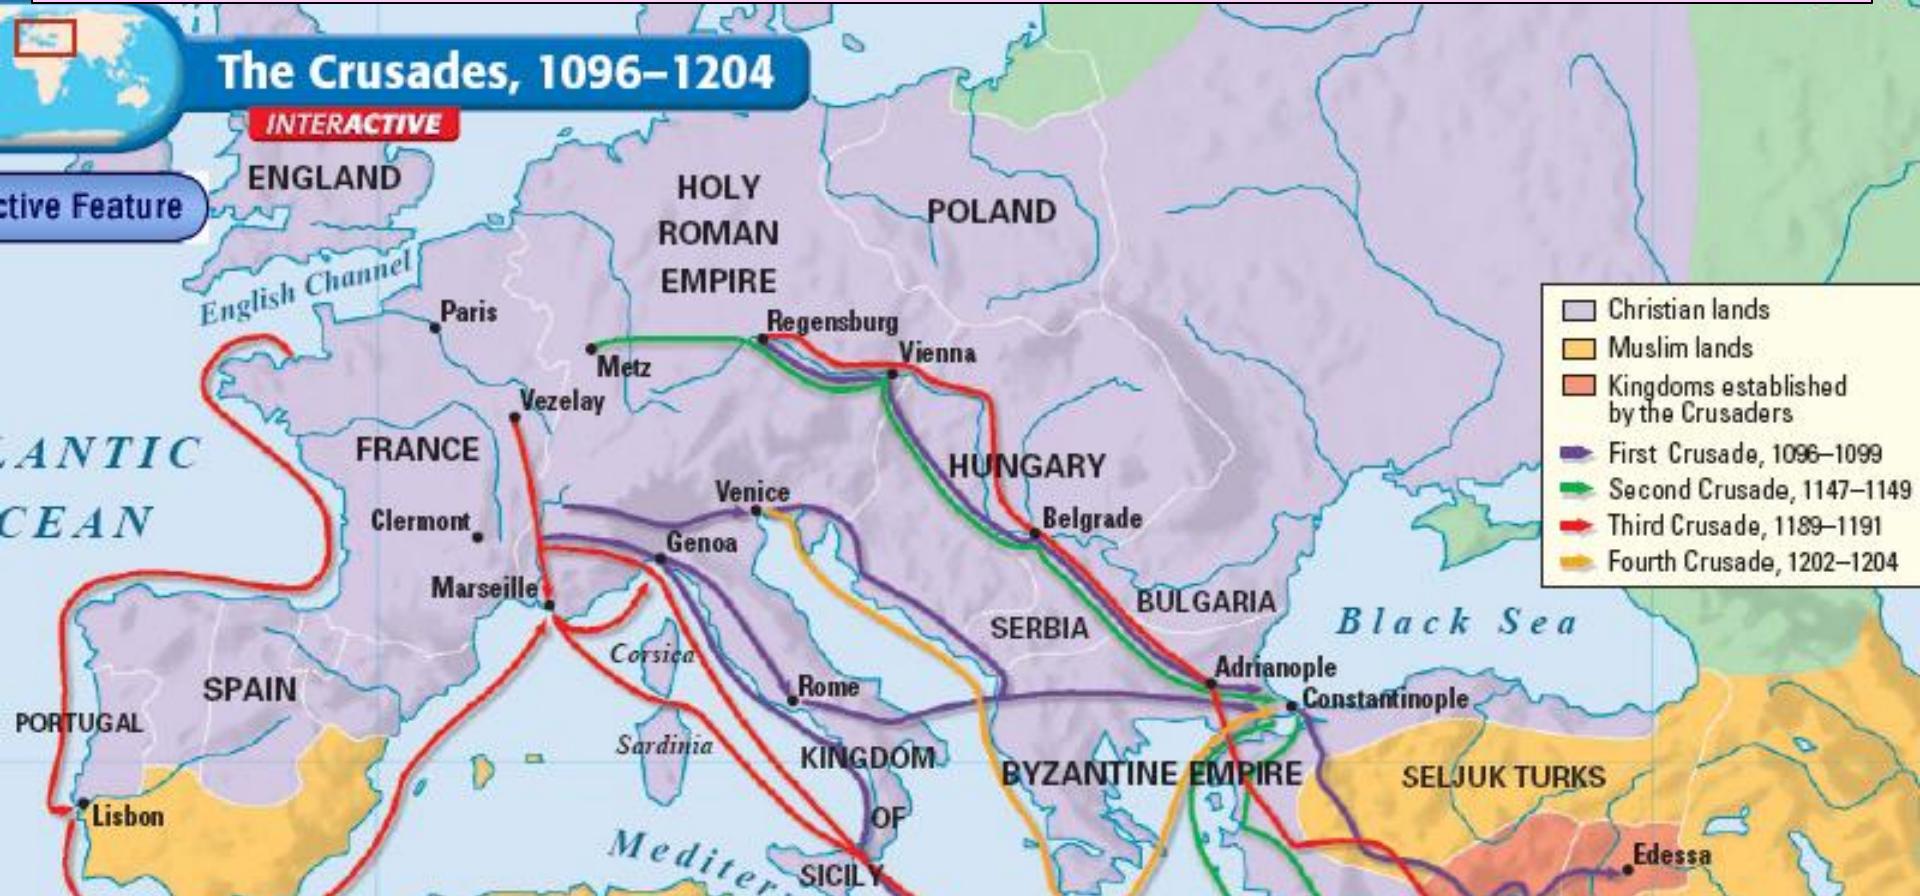 The Crusades, 1096–1204
INTERACTIVE
ctive Feature
ENGLAND
HOLY
ROMAN
EMPIRE
POLAND
English Channel
Paris
Regensburg
Metz
Vienna
Vezelay
LANTIC
CEAN
FRANCE
HUNGARY
Venice
Clermont
Belgrade
Genoa
Marseille
BULGARIA
SERBIA
Black Sea
Corsica
SPAIN
Rome
Adrianople
Constantinople
PORTUGAL
Sardinia
KINGDOM
OF
SICILY
BYZANTINE EMPIRE
SELJUK TURKS
Lisbon
Mediter
Edessa
Christian lands
Muslim lands
Kingdoms established
by the Crusaders
First Crusade, 1096–1099
Second Crusade, 1147–1149
Third Crusade, 1189–1191
Fourth Crusade, 1202–1204